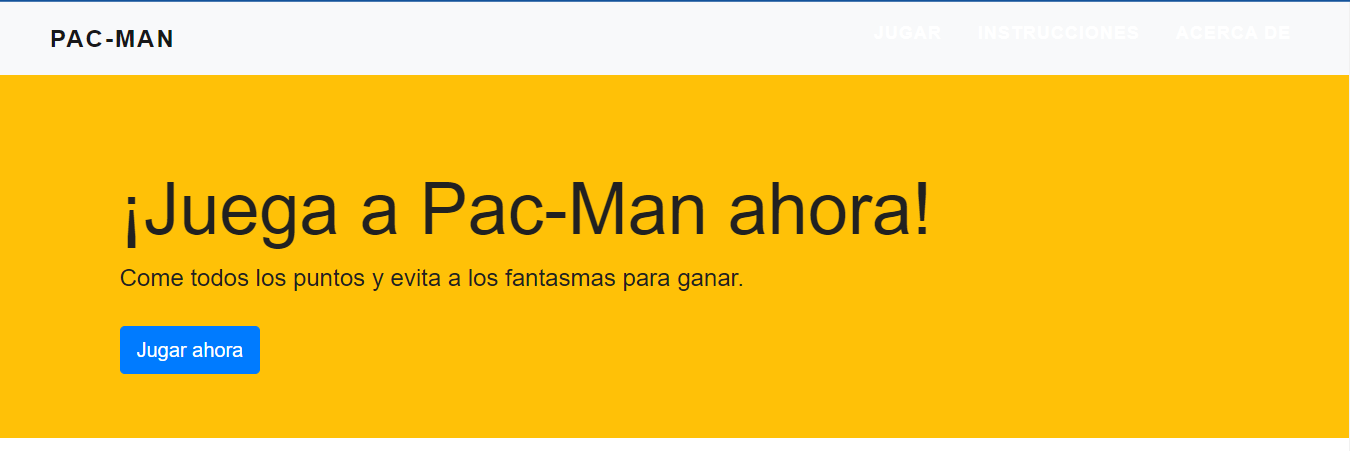 PAC-MAN
JUGAR INSTRUCCIONES ACERCA DE
¡Juega a Pac-Man ahora!
Come todos los puntos y evita a los fantasmas para ganar.
Jugar ahora